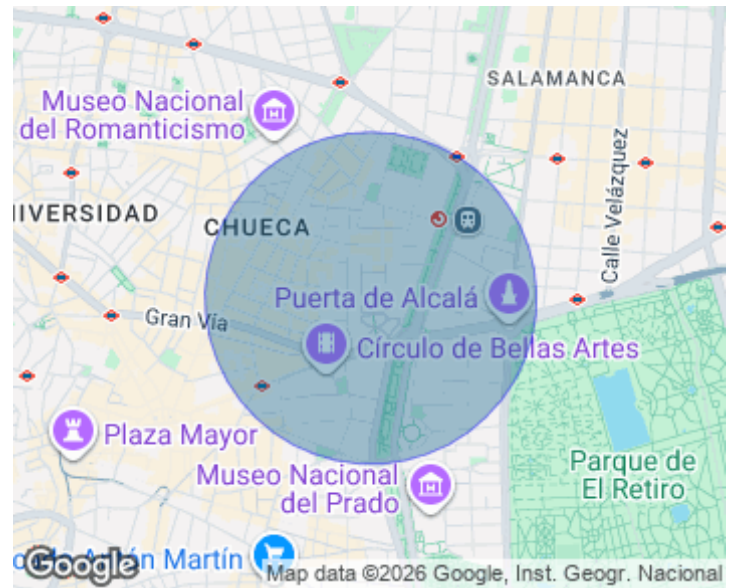 SALAMANCA
Museo Nacional
del Romanticismo
Calle Velázquez
CHUECA
Puerta de Alcalá
Gran Vía
Círculo de Bellas Artes
Plaza Mayor
Museo Nacional
del Prado
Parque de
El Retiro
Martín
Google
Map data ©2026 Google, Inst. Geogr. Nacional